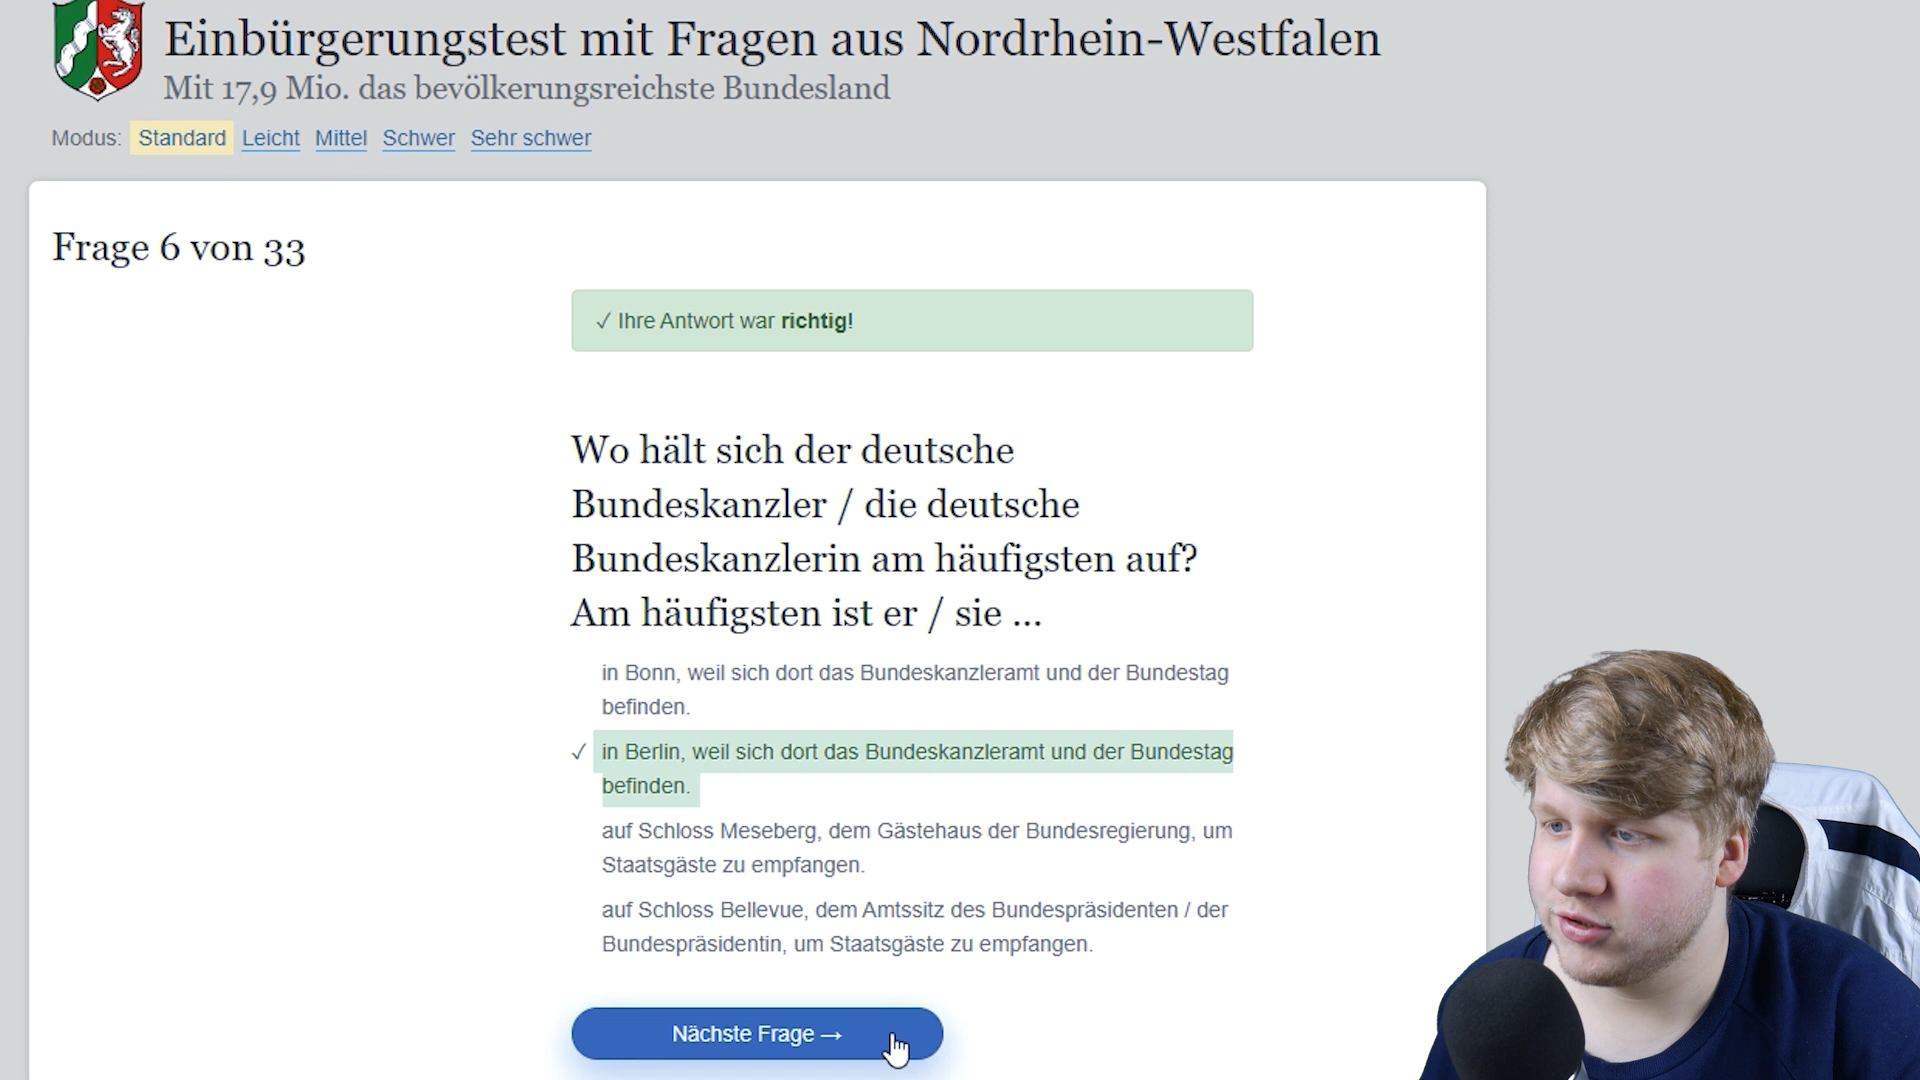 Einbürgerungstest mit Fragen aus Nordrhein-Westfalen
Mit 17,9 Mio. das bevölkerungsreichste Bundesland
Modus: Standard Leicht Mittel Schwer Sehr schwer
Frage 6 von 33
✓ Ihre Antwort war richtig!
Wo hält sich der deutsche
Bundeskanzler / die deutsche
Bundeskanzlerin am häufigsten auf?
Am häufigsten ist er / sie ...
in Bonn, weil sich dort das Bundeskanzleramt und der Bundestag
befinden.
✓ in Berlin, weil sich dort das Bundeskanzleramt und der Bundestag
befinden.
auf Schloss Meseberg, dem Gästehaus der Bundesregierung, um
Staatsgäste zu empfangen.
auf Schloss Bellevue, dem Amtssitz des Bundespräsidenten / der
Bundespräsidentin, um Staatsgäste zu empfangen.
Nächste Frage →